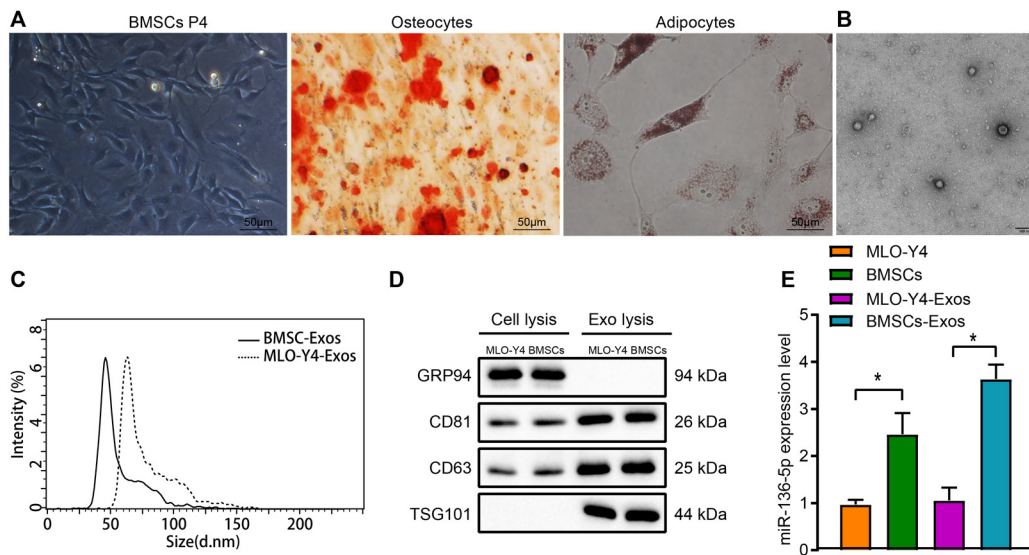 A
BMSCs P4
Osteocytes
Adipocytes
B
50μm
50μm
50μm
C
8
6
4
2
0
Intensity (%)
0
50
100
150
200
Size(d.nm)
BMSC-Exos
MLO-Y4-Exos
D
Cell lysis
Exo lysis
MLO-Y4 BMSCs
MLO-Y4 BMSCs
GRP94
94 kDa
CD81
26 kDa
CD63
25 kDa
TSG101
44 kDa
MLO-Y4
BMSCs
MLO-Y4-Exos
BMSCs-Exos
E
5
4
3
2
1
0
miR-136-5p expression level
*
*